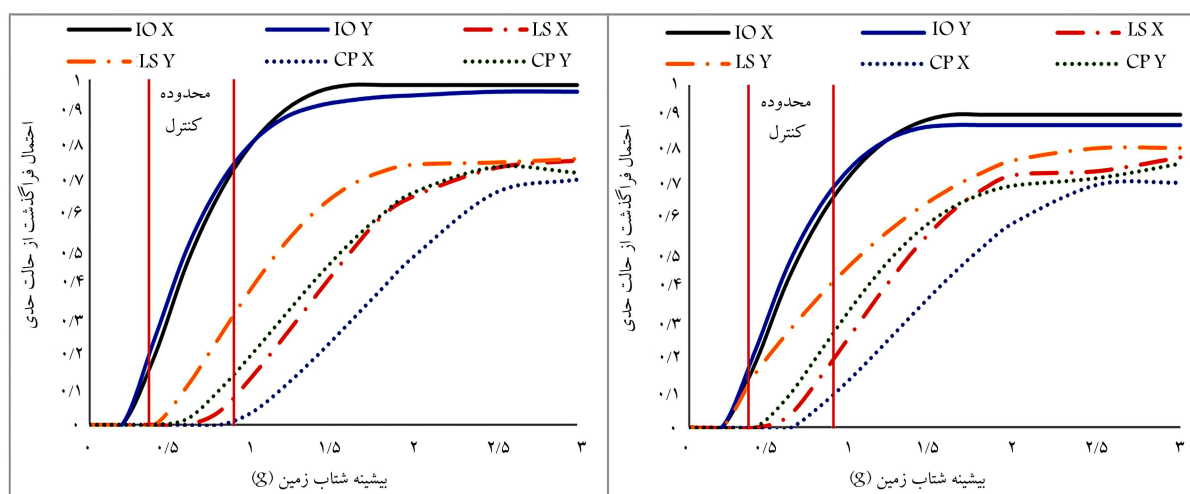 IO X IO Y LS X
LS Y CP X CP Y
محدوده
کنترل
احتمال فراگذشت از حالت حدی
۱
۰/۹
۰/۸
۰/۷
۰/۶
۰/۵
۰/۴
۰/۳
۰/۲
۰/۱
۰
۰ ۰/۵ ۱ ۱/۵ ۲ ۲/۵ ۳
بیشینه شتاب زمین (g)
IO X IO Y LS X
LS Y CP X CP Y
محدوده
کنترل
احتمال فراگذشت از حالت حدی
۱
۰/۹
۰/۸
۰/۷
۰/۶
۰/۵
۰/۴
۰/۳
۰/۲
۰/۱
۰
۰ ۰/۵ ۱ ۱/۵ ۲ ۲/۵ ۳
بیشینه شتاب زمین (g)